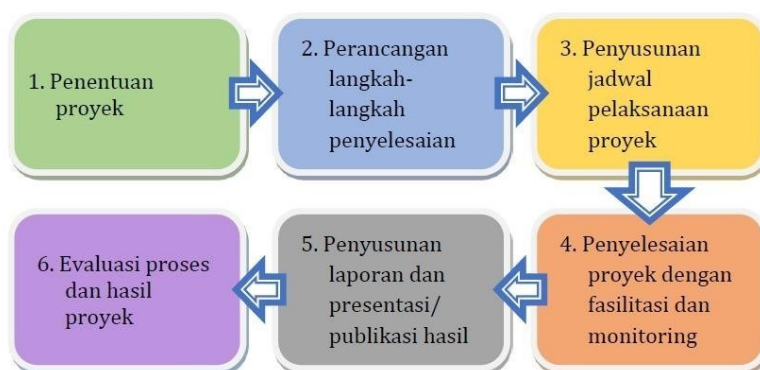 1. Penentuan
proyek
2. Perancangan
langkah-
langkah
penyelesaian
3. Penyusunan
jadwal
pelaksanaan
proyek
4. Penyelesaian
proyek dengan
fasilitasi dan
monitoring
5. Penyusunan
laporan dan
presentasi/
publikasi hasil
6. Evaluasi proses
dan hasil
proyek